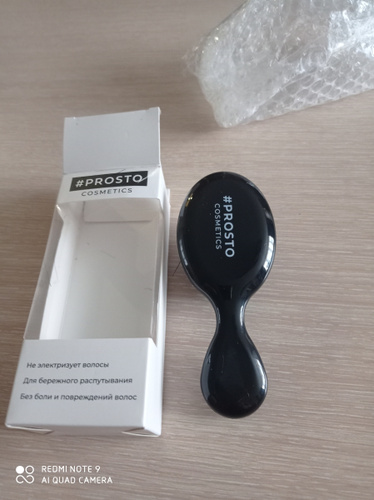 #PROSTO
COSMETICS
#PROSTO
COSMETICS
Не электризует волосы
Для бережного распутывания
Без боли и повреждений волос
REDMI NOTE 9
AI QUAD CAMERA